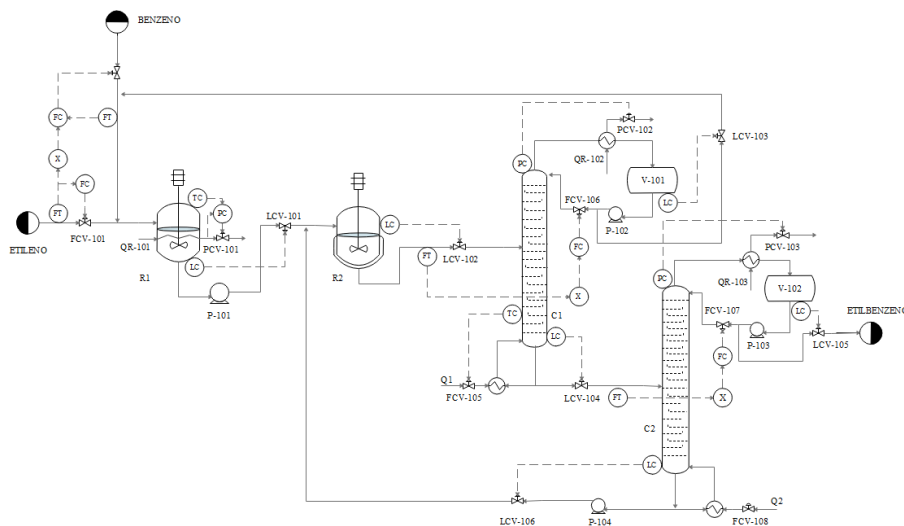 BENZENO
FC
FT
LCV-103
PCV-102
PC
QR-102
V-101
X
FC
TC
PC
LCV-101
LC
FCV-106
LC
P-102
FT
ETILENO
FCV-101
QR-101
PCV-101
LC
R1
P-101
R2
LC
FT
LCV-102
FC
X
PCV-103
QR-103
PC
V-102
FCV-107
LC
P-103
LCV-105
ETILBENZENO
TC
C1
LC
FC
Q1
FCV-105
LCV-104
FT
X
C2
LC
LCV-106
P-104
Q2
FCV-108